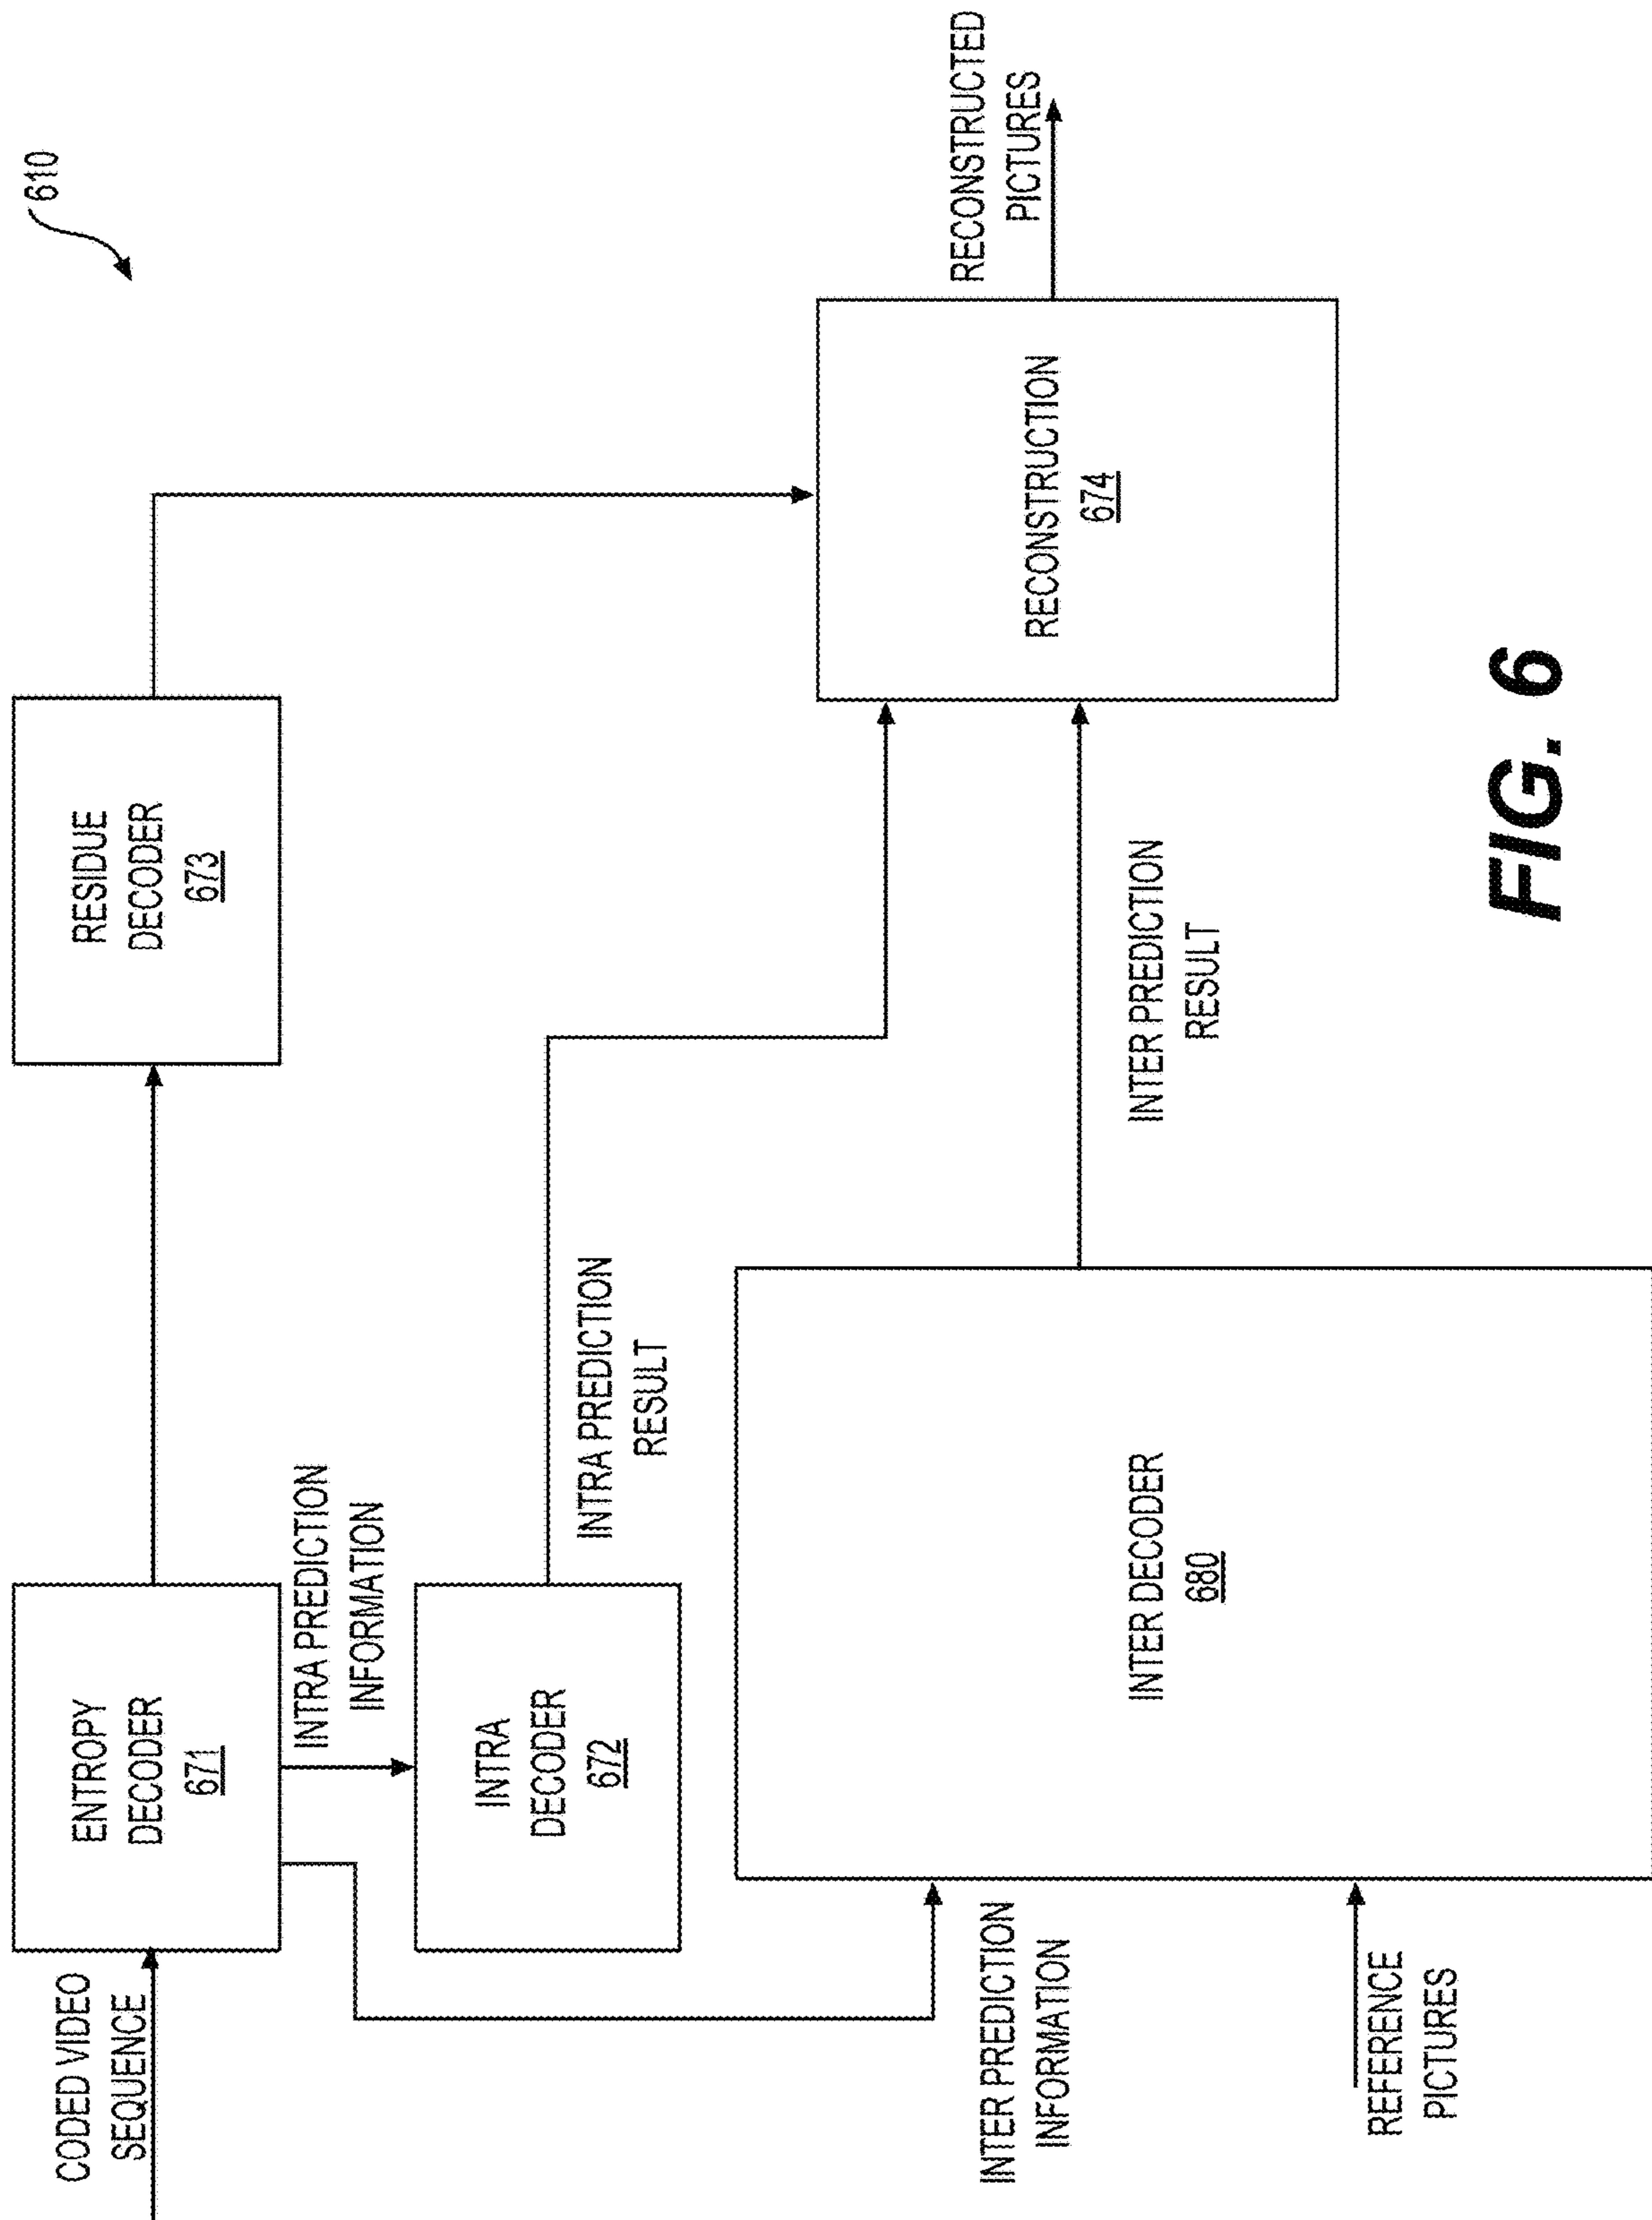 610
CODED VIDEO
SEQUENCE
ENTROPY
DECODER
671
RESIDUE
DECODER
673
INTRA PREDICTION
INFORMATION
INTRA
DECODER
672
INTRA PREDICTION
RESULT
RECONSTRUCTED
PICTURES
RECONSTRUCTION
674
INTER PREDICTION
INFORMATION
INTER DECODER
680
INTER PREDICTION
RESULT
REFERENCE
PICTURES
FIG. 6